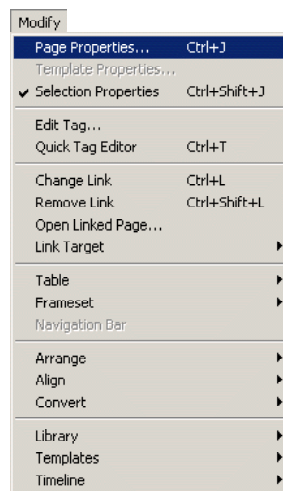 Modify
Page Properties... Ctrl+J
Template Properties...
Selection Properties Ctrl+Shift+J
Edit Tag...
Quick Tag Editor Ctrl+T
Change Link Ctrl+L
Remove Link Ctrl+Shift+L
Open Linked Page...
Link Target
Table
Frameset
Navigation Bar
Arrange
Align
Convert
Library
Templates
Timeline